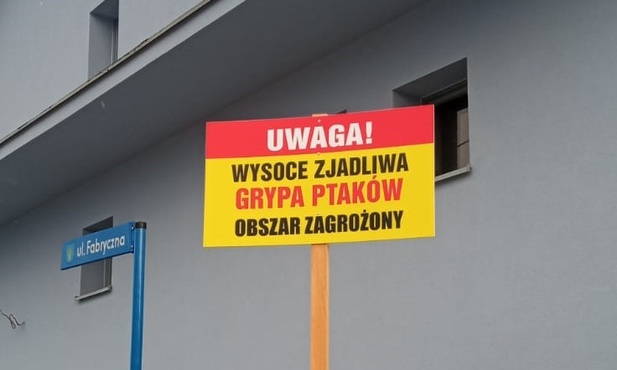 UWAGA!
WYSOCE ZJADLIWA
GRYPA PTAKÓW
OBSZAR ZAGROŻONY
ul. Fabryczna